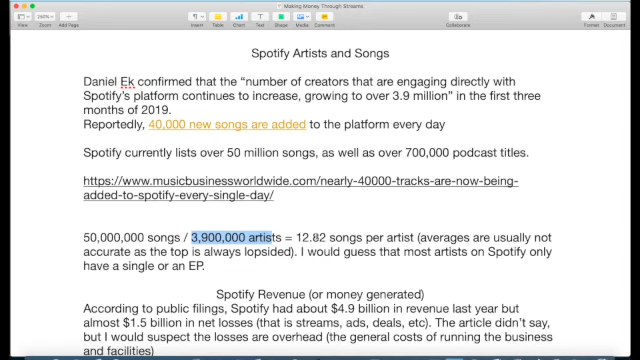 Making Money Through Streams
View
Zoom
Add Page
Insert
Table
Chart
Text
Shape
Media
Comment
Collaborate
Format
Document
Spotify Artists and Songs
Daniel Ek confirmed that the “number of creators that are engaging directly with
Spotify’s platform continues to increase, growing to over 3.9 million” in the first three
months of 2019.
Reportedly, 40,000 new songs are added to the platform every day
Spotify currently lists over 50 million songs, as well as over 700,000 podcast titles.
https://www.musicbusinessworldwide.com/nearly-40000-tracks-are-now-being-
added-to-spotify-every-single-day/
50,000,000 songs / 3,900,000 artists = 12.82 songs per artist (averages are usually not
accurate as the top is always lopsided). I would guess that most artists on Spotify only
have a single or an EP.
Spotify Revenue (or money generated)
According to public filings, Spotify had about $4.9 billion in revenue last year but
almost $1.5 billion in net losses (that is streams, ads, deals, etc). The article didn’t say,
but I would suspect the losses are overhead (the general costs of running the business
and facilities)